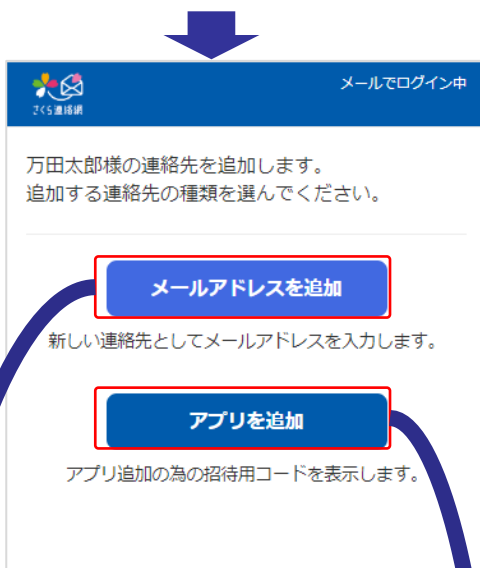 さくら連絡網
メールでログイン中
万田太郎様の連絡先を追加します。
追加する連絡先の種類を選んでください。
メールアドレスを追加
新しい連絡先としてメールアドレスを入力します。
アプリを追加
アプリ追加の為の招待用コードを表示します。